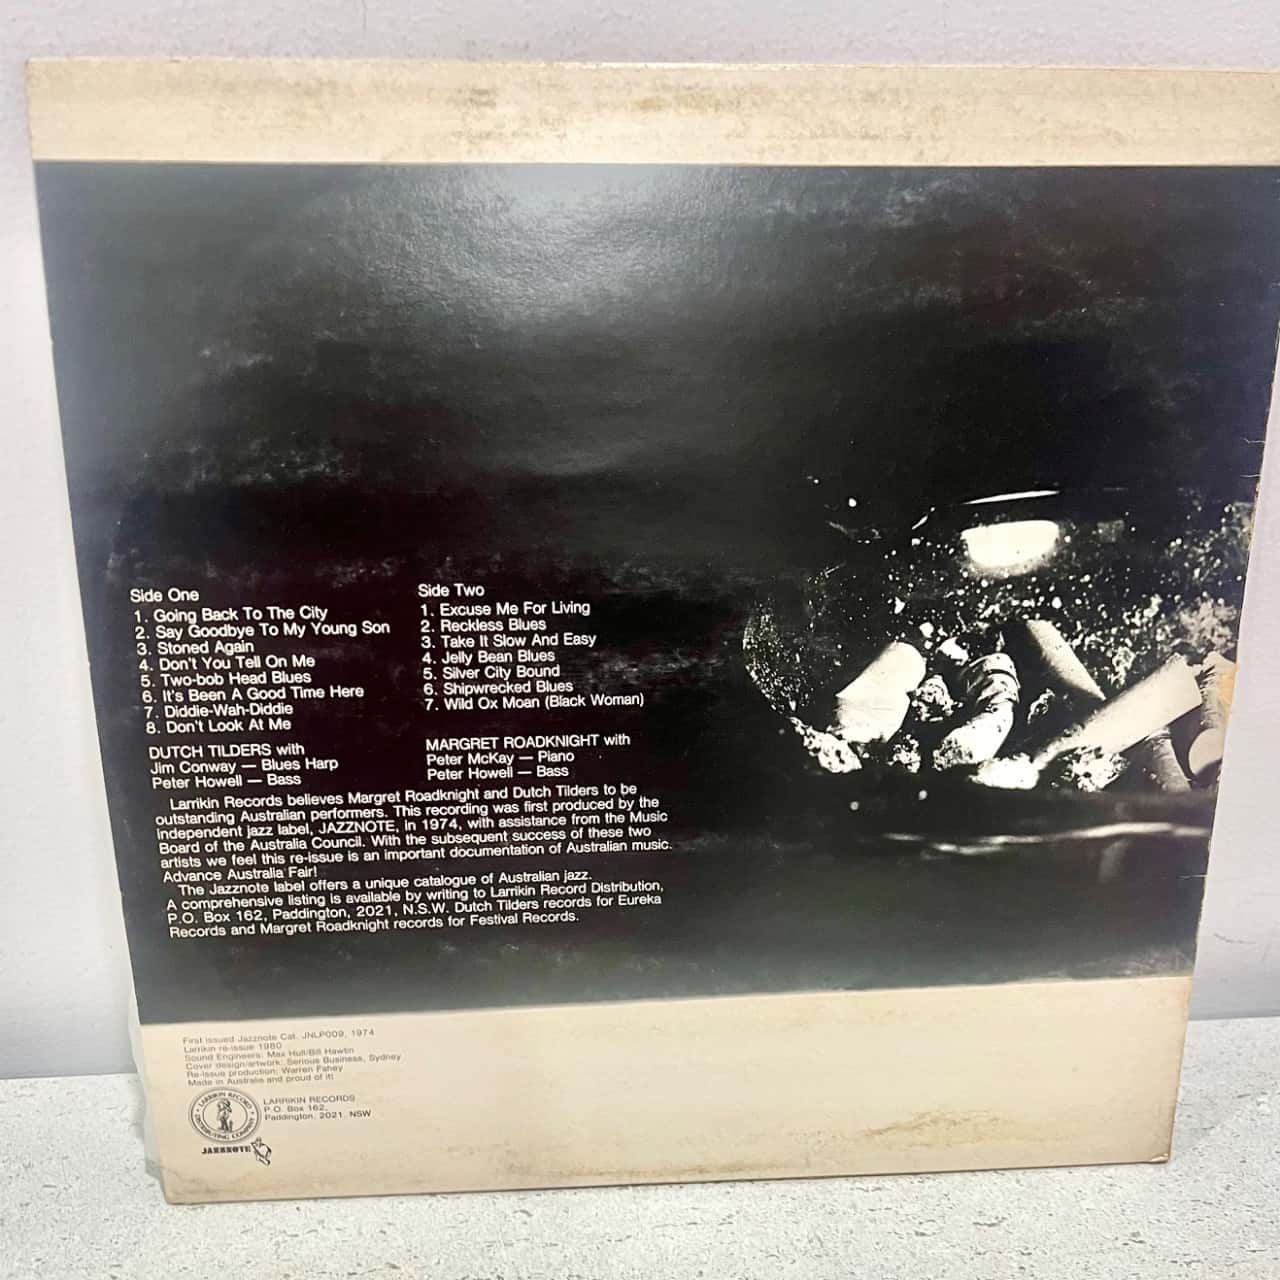 Side One
1. Going Back To The City
2. Say Goodbye To My Young Son
3. Stoned Again
4. Don't You Tell On Me
5. Two-bob Head Blues
6. It's Been A Good Time Here
7. Diddie-Wah-Diddie
8. Don't Look At Me
DUTCH TILDERS with
Jim Conway — Blues Harp
Peter Howell — Bass
Side Two
1. Excuse Me For Living
2. Reckless Blues
3. Take It Slow And Easy
4. Jelly Bean Blues
5. Silver City Bound
6. Shipwrecked Blues
7. Wild Ox Moan (Black Woman)
MARGRET ROADKNIGHT with
Peter McKay — Piano
Peter Howell — Bass
Larrikin Records believes Margret Roadknight and Dutch Tilders to be
outstanding Australian performers. This recording was first produced by the
independent jazz label, JAZZNOTE, in 1974, with assistance from the Music
Board of the Australia Council. With the subsequent success of these two
artists we feel this re-issue is an important documentation of Australian music.
Advance Australia Fair!
The Jazznote label offers a unique catalogue of Australian jazz.
A comprehensive listing is available by writing to Larrikin Record Distribution,
P.O. Box 162, Paddington, 2021, N.S.W. Dutch Tilders records for Eureka
Records and Margret Roadknight records for Festival Records.
First issued Jazznote Cat. JNLP009, 1974
Larrikin re-issue 1980
Sound Engineers: Max Hull/Bill Hawtin
Cover design/artwork: Serious Business, Sydney
Re-issue production: Warren Fahey
Made in Australia and proud of it!
LARRIKIN RECORD
DISTRIBUTING COMPANY
LARRIKIN RECORDS
P.O. Box 162,
Paddington, 2021. NSW
JAZZNOTE